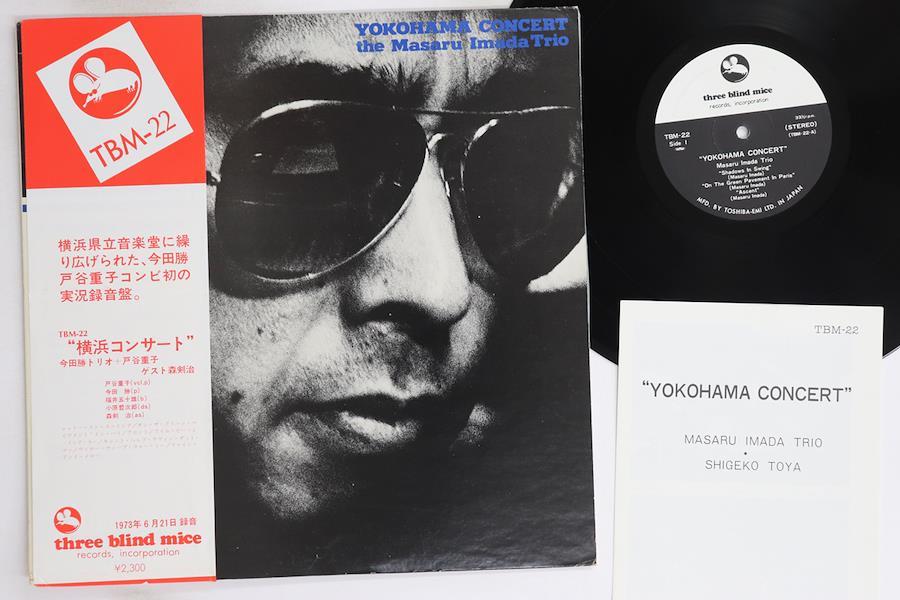 TBM-22
横浜県立音楽堂に繰
り広げられた、今田勝
戸谷重子コンビ初の
実況録音盤。
TBM-22
“横浜コンサート”
今田勝トリオ+戸谷重子
ゲスト森剣治
戸谷重子(vcl,p)
今田 勝(p)
福井五十雄(b)
小原哲次郎(ds)
森剣 治(as)
1973年6月21日 録音
three blind mice
records, incorporation
¥2,300
YOKOHAMA CONCERT
the Masaru Imada Trio
three blind mice
records, incorporation
TBM-22
Side 1
33⅓r.p.m.
(STEREO)
(TBM-22-A)
"YOKOHAMA CONCERT"
Masaru Imada Trio
"Shadows In Swing"
(Masaru Imada)
"On The Green Pavement In Paris"
(Masaru Imada)
"Ascent"
(Masaru Imada)
MFD. BY TOSHIBA-EMI LTD. IN JAPAN
TBM-22
"YOKOHAMA CONCERT"
MASARU IMADA TRIO
•
SHIGEKO TOYA